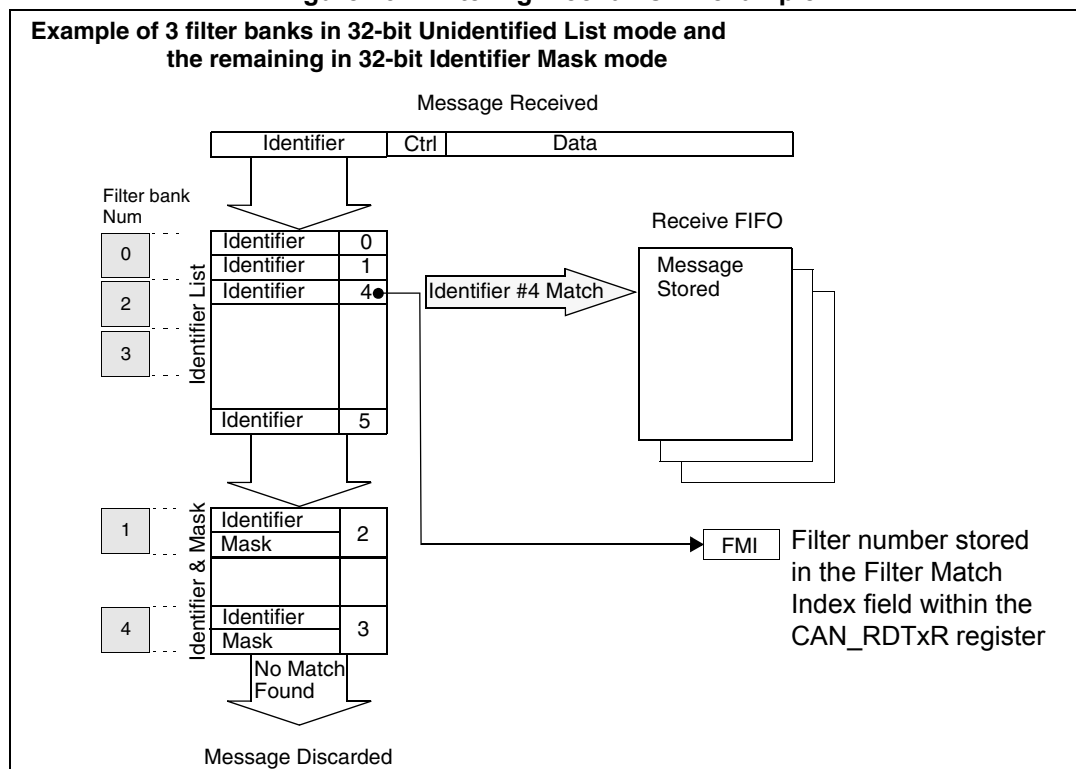 Example of 3 filter banks in 32-bit Unidentified List mode and
the remaining in 32-bit Identifier Mask mode
Message Received
Identifier Ctrl Data
Filter bank
Num
Receive FIFO
0
2
3
Identifier List
Identifier 0
Identifier 1
Identifier 4
Identifier 5
Identifier #4 Match
Message
Stored
1
4
Identifier & Mask
Identifier
Mask
2
Identifier
Mask
3
FMI
Filter number stored
in the Filter Match
Index field within the
CAN_RDTxR register
No Match
Found
Message Discarded